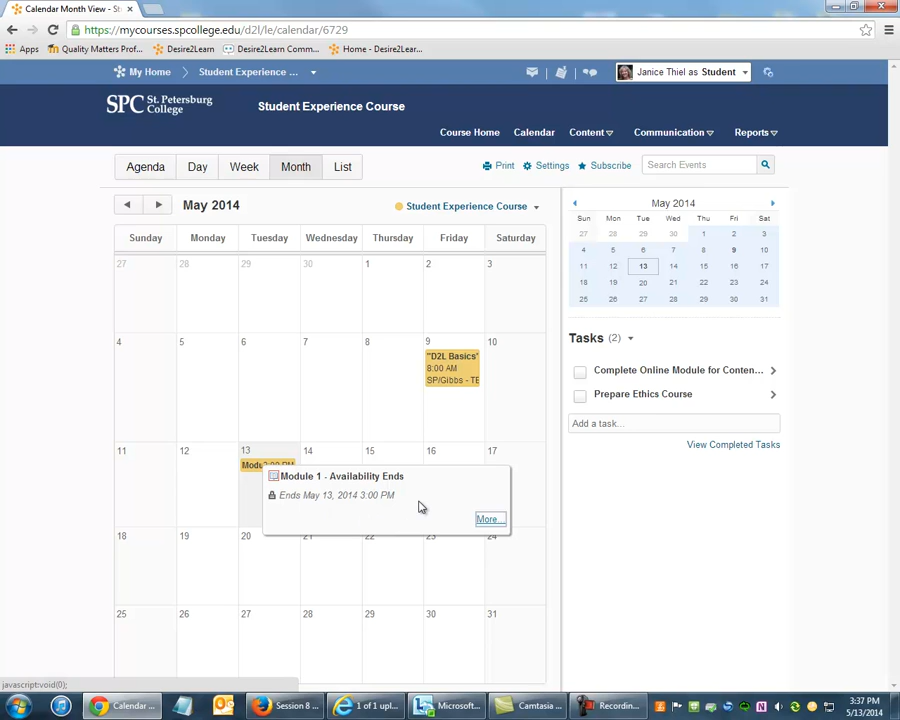 Calendar Month View - St
https://mycourses.spcollege.edu/d2l/le/calendar/6729
Apps Quality Matters Prof... Desire2Learn Desire2Learn Comm... Home - Desire2Lear...
My Home Student Experience ... Janice Thiel as Student
SPC St. Petersburg College
Student Experience Course
Course Home Calendar Content Communication Reports
Agenda Day Week Month List Print Settings Subscribe Search Events
May 2014 Student Experience Course
Sunday Monday Tuesday Wednesday Thursday Friday Saturday
27 28 29 30 1 2 3
4 5 6 7 8 9 10
"D2L Basics"
8:00 AM
SP/Gibbs - TE
11 12 13 14 15 16 17
Module 1 - Availability Ends
Ends May 13, 2014 3:00 PM
More...
18 19 20 21 22 23 24
25 26 27 28 29 30 31
May 2014
Sun Mon Tue Wed Thu Fri Sat
27 28 29 30 1 2 3
4 5 6 7 8 9 10
11 12 13 14 15 16 17
18 19 20 21 22 23 24
25 26 27 28 29 30 31
Tasks (2)
Complete Online Module for Conten...
Prepare Ethics Course
Add a task...
View Completed Tasks
javascript:void(0);
Calendar ... Session 8 ... 1 of 1 upl... Microsoft... Camtasia ... Recordin...
3:37 PM
5/13/2014